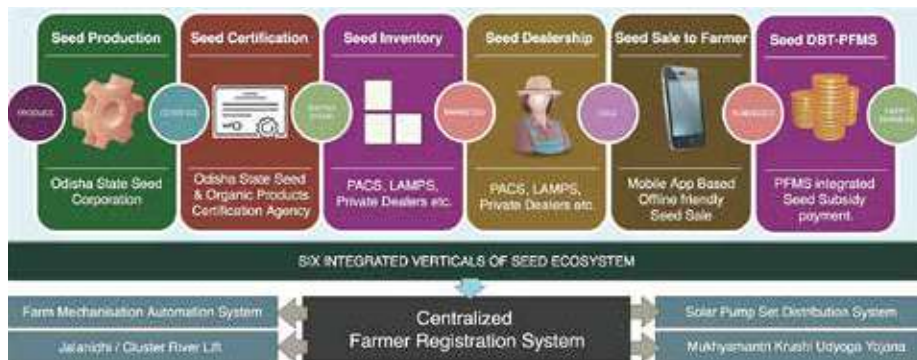 Seed Production
Seed Certification
Seed Inventory
Seed Dealership
Seed Sale to Farmer
Seed DBT-PFMS
Odisha State Seed
Corporation
Odisha State Seed
& Organic Products
Certification Agency
PACS, LAMPS,
Private Dealers etc.
PACS, LAMPS,
Private Dealers etc.
Mobile App Based
Offline friendly
Seed Sale
PFMS integrated
Seed Subsidy
payment.
SIX INTEGRATED VERTICALS OF SEED ECOSYSTEM
Farm Mechanisation Automation System
Jalanidhi / Cluster River Lift
Centralized
Farmer Registration System
Solar Pump Set Distribution System
Mukhyamantri Krushi Udyoga Yojana